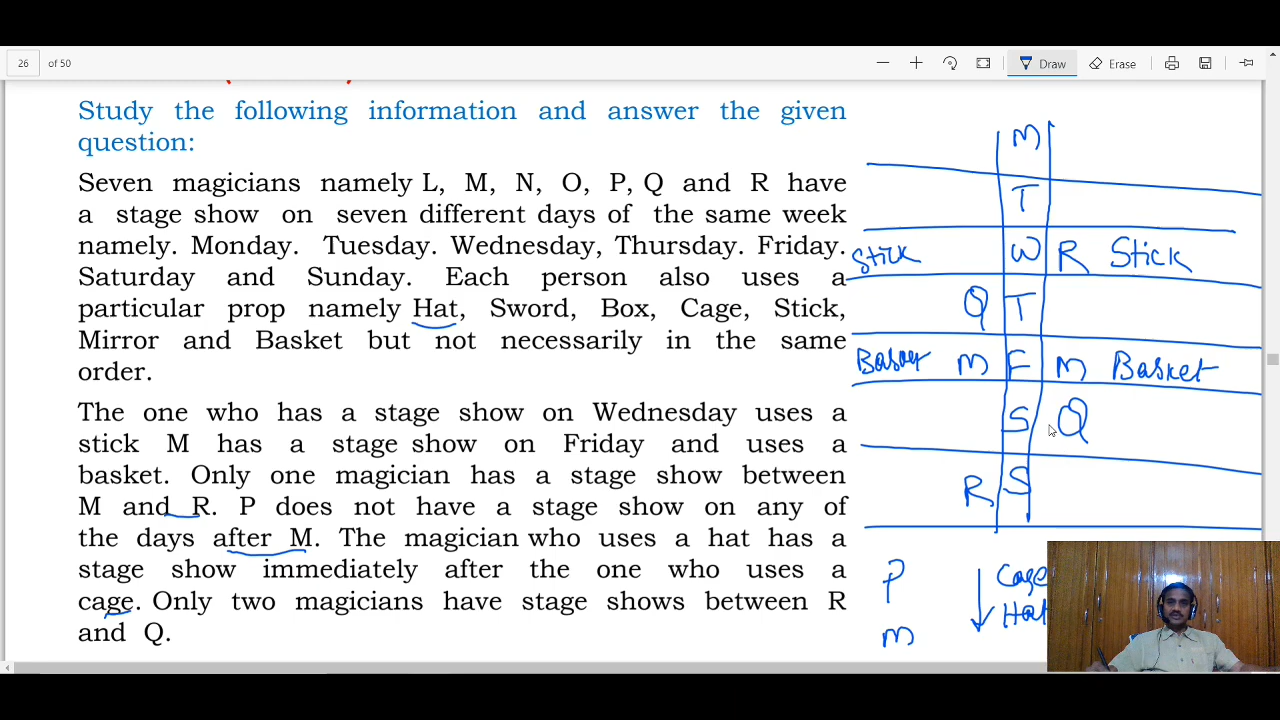 26 of 50 Draw Erase
Study the following information and answer the given
question:
Seven magicians namely L, M, N, O, P, Q and R have
a stage show on seven different days of the same week
namely. Monday. Tuesday. Wednesday, Thursday. Friday.
Saturday and Sunday. Each person also uses a
particular prop namely Hat, Sword, Box, Cage, Stick,
Mirror and Basket but not necessarily in the same
order.
The one who has a stage show on Wednesday uses a
stick M has a stage show on Friday and uses a
basket. Only one magician has a stage show between
M and R. P does not have a stage show on any of
the days after M. The magician who uses a hat has a
stage show immediately after the one who uses a
cage. Only two magicians have stage shows between R
and Q.
M
T
Stick W R Stick
Q T
M F M Basket
S Q
R S
P Cage
M Hat